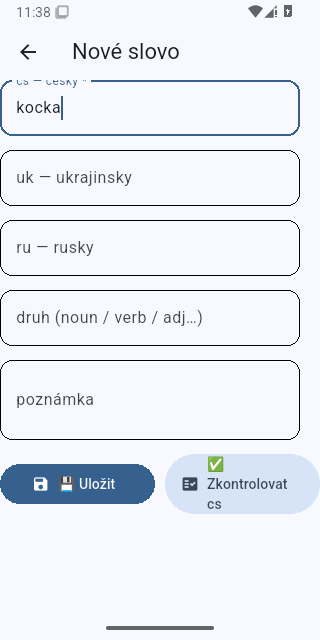 11:38
Nové slovo
cs — česky *
kocka
uk — ukrajinsky
ru — rusky
druh (noun / verb / adj…)
poznámka
💾 Uložit
✅
Zkontrolovat
cs